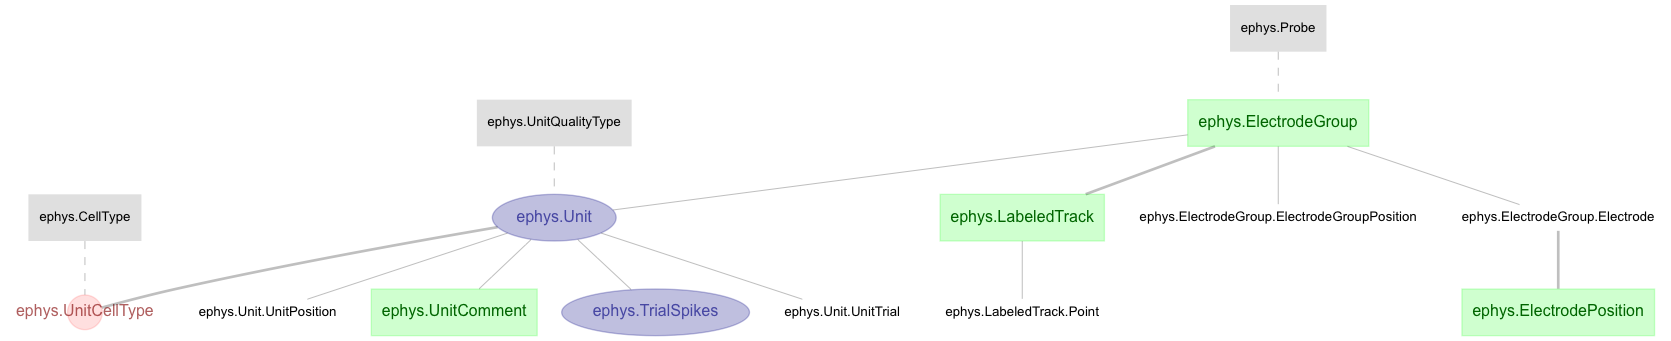 ephys.Probe
ephys.UnitQualityType
ephys.ElectrodeGroup
ephys.CellType
ephys.Unit
ephys.LabeledTrack
ephys.ElectrodeGroup.ElectrodeGroupPosition
ephys.ElectrodeGroup.Electrode
ephys.UnitCellType
ephys.Unit.UnitPosition
ephys.UnitComment
ephys.TrialSpikes
ephys.Unit.UnitTrial
ephys.LabeledTrack.Point
ephys.ElectrodePosition